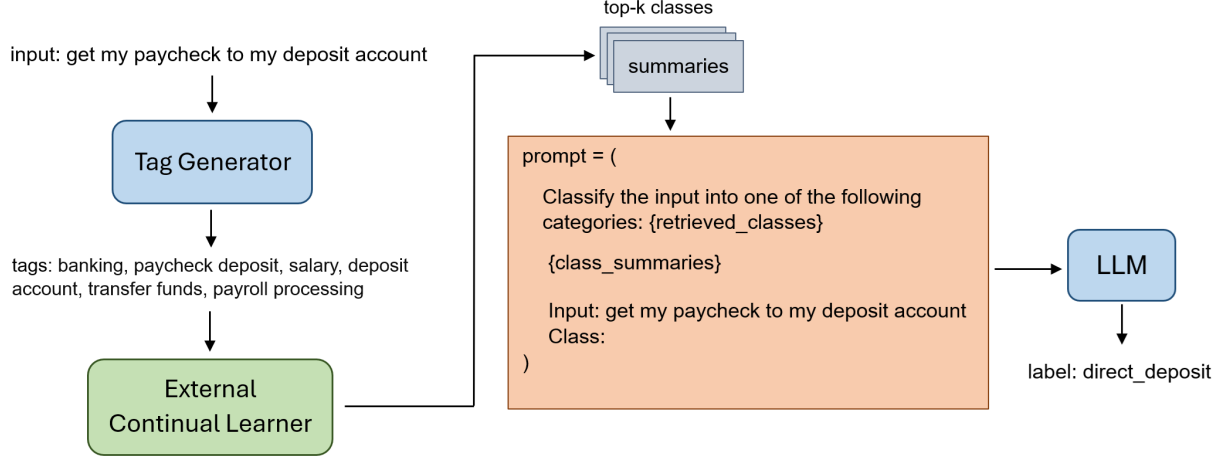 input: get my paycheck to my deposit account
Tag Generator
tags: banking, paycheck deposit, salary, deposit
account, transfer funds, payroll processing
External
Continual Learner
top-k classes
summaries
prompt = (
Classify the input into one of the following
categories: {retrieved_classes}
{class_summaries}
Input: get my paycheck to my deposit account
Class:
)
LLM
label: direct_deposit